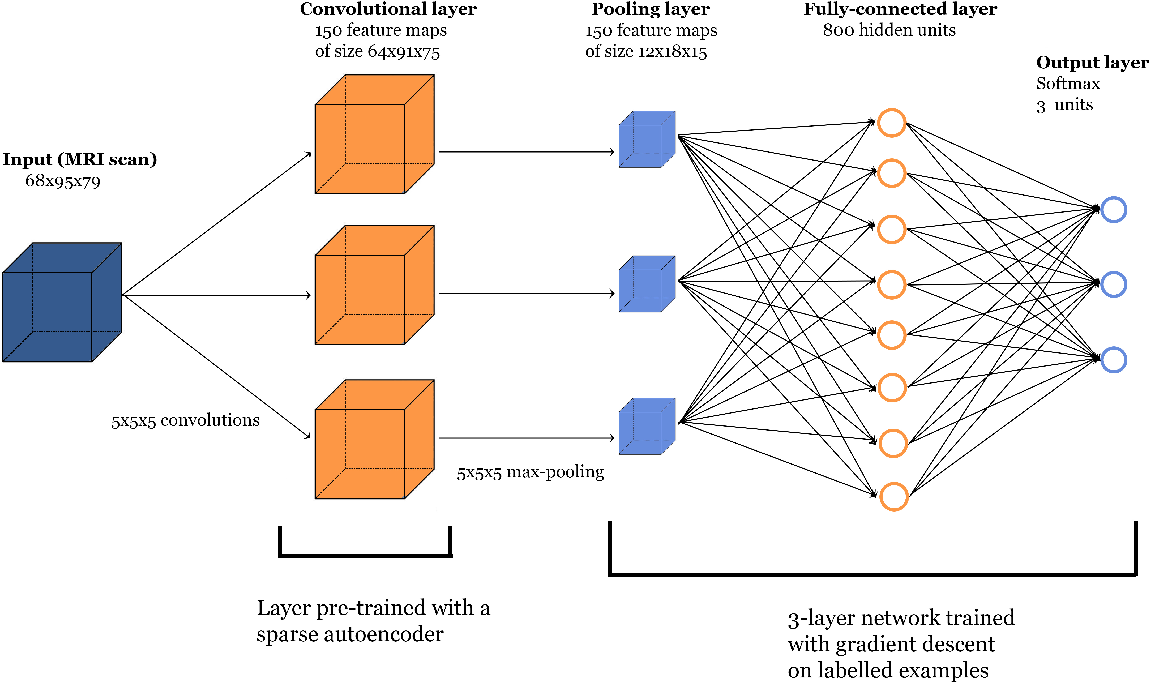 Convolutional layer
150 feature maps
of size 64x91x75
Pooling layer
150 feature maps
of size 12x18x15
Fully-connected layer
800 hidden units
Output layer
Softmax
3 units
Input (MRI scan)
68x95x79
5x5x5 convolutions
5x5x5 max-pooling
Layer pre-trained with a
sparse autoencoder
3-layer network trained
with gradient descent
on labelled examples